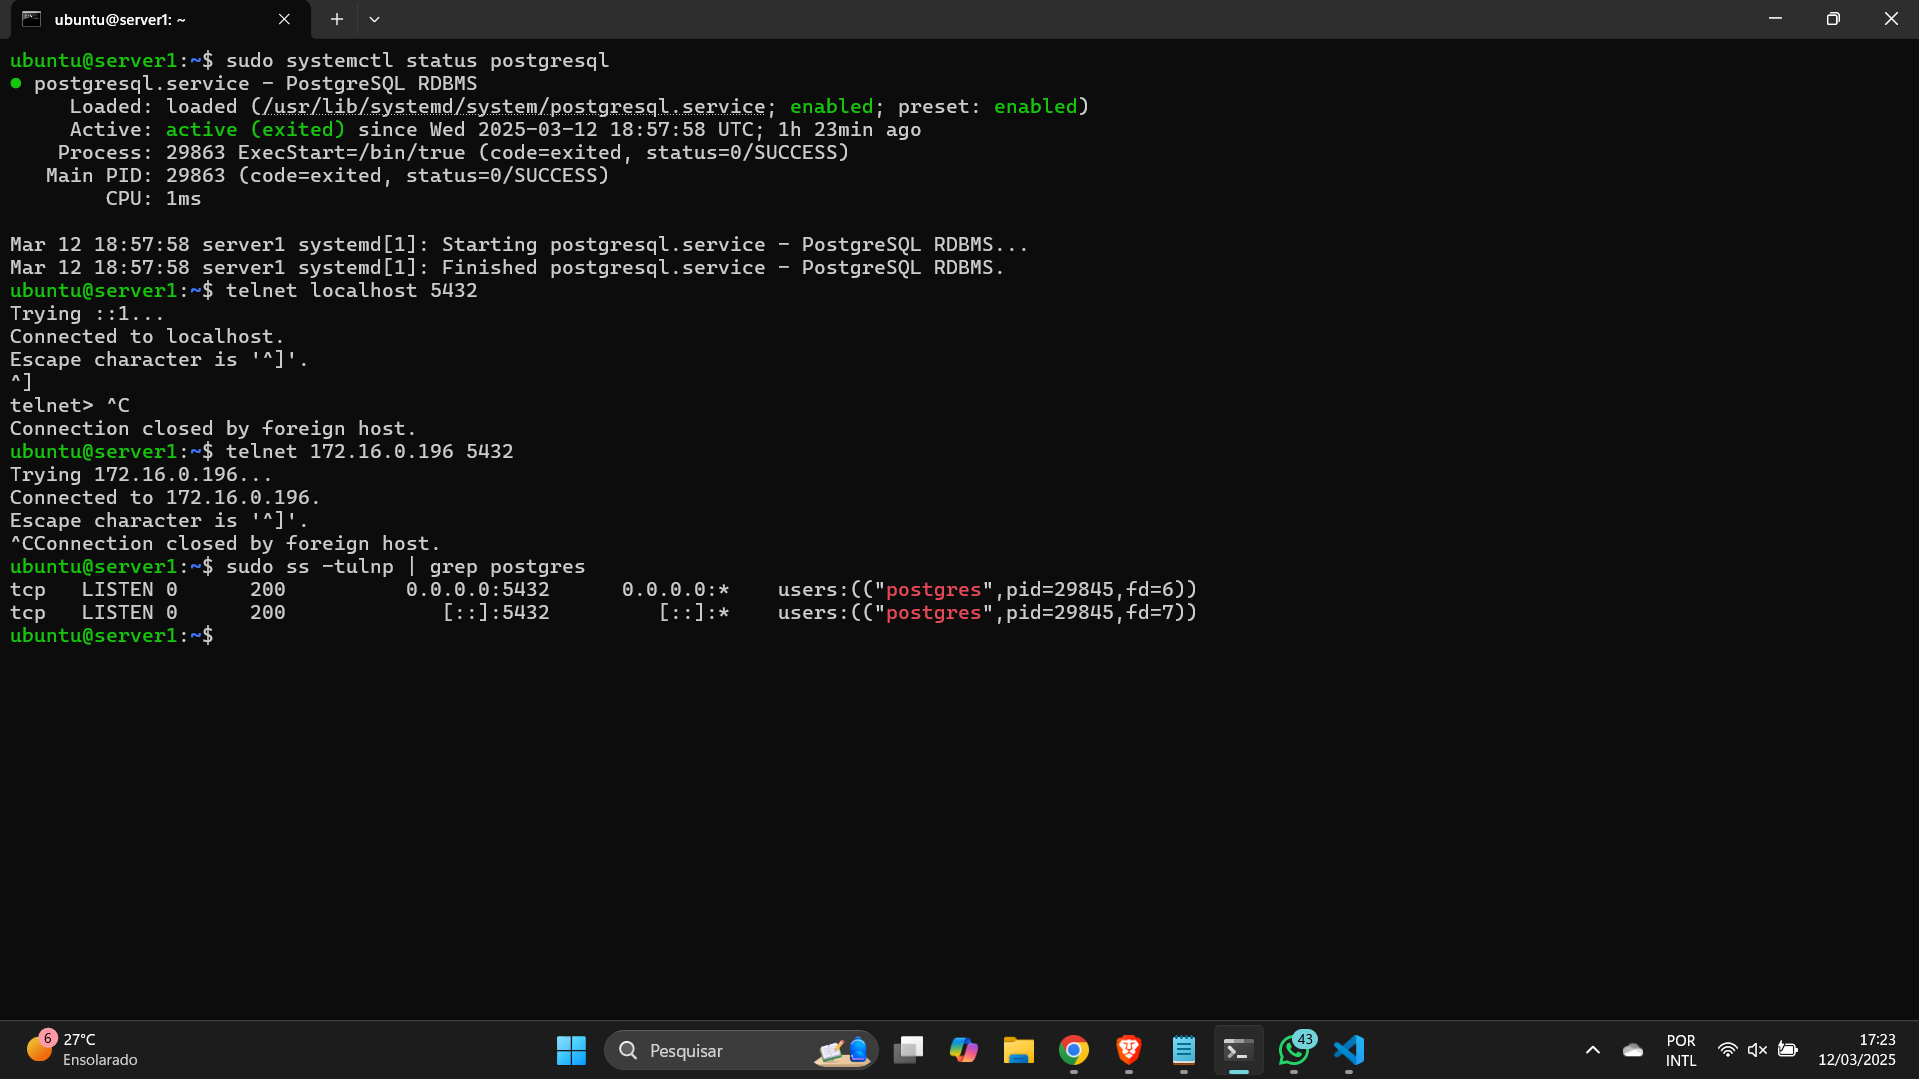 ubuntu@server1: ~
ubuntu@server1:~$ sudo systemctl status postgresql
● postgresql.service - PostgreSQL RDBMS
     Loaded: loaded (/usr/lib/systemd/system/postgresql.service; enabled; preset: enabled)
     Active: active (exited) since Wed 2025-03-12 18:57:58 UTC; 1h 23min ago
    Process: 29863 ExecStart=/bin/true (code=exited, status=0/SUCCESS)
   Main PID: 29863 (code=exited, status=0/SUCCESS)
        CPU: 1ms
Mar 12 18:57:58 server1 systemd[1]: Starting postgresql.service - PostgreSQL RDBMS...
Mar 12 18:57:58 server1 systemd[1]: Finished postgresql.service - PostgreSQL RDBMS.
ubuntu@server1:~$ telnet localhost 5432
Trying ::1...
Connected to localhost.
Escape character is '^]'.
^]
telnet> ^C
Connection closed by foreign host.
ubuntu@server1:~$ telnet 172.16.0.196 5432
Trying 172.16.0.196...
Connected to 172.16.0.196.
Escape character is '^]'.
^CConnection closed by foreign host.
ubuntu@server1:~$ sudo ss -tulnp | grep postgres
tcp   LISTEN 0      200          0.0.0.0:5432      0.0.0.0:*    users:(("postgres",pid=29845,fd=6))
tcp   LISTEN 0      200             [::]:5432         [::]:*    users:(("postgres",pid=29845,fd=7))
ubuntu@server1:~$
6
27°C
Ensolarado
Pesquisar
43
POR
INTL
17:23
12/03/2025